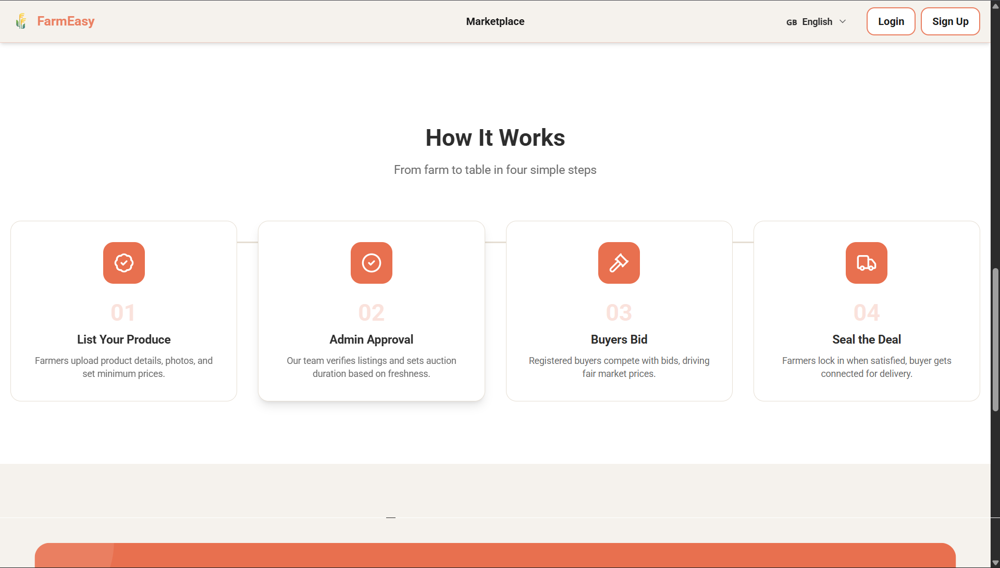 FarmEasy
Marketplace
GB English
Login
Sign Up
How It Works
From farm to table in four simple steps
01
List Your Produce
Farmers upload product details, photos, and
set minimum prices.
02
Admin Approval
Our team verifies listings and sets auction
duration based on freshness.
03
Buyers Bid
Registered buyers compete with bids, driving
fair market prices.
04
Seal the Deal
Farmers lock in when satisfied, buyer gets
connected for delivery.